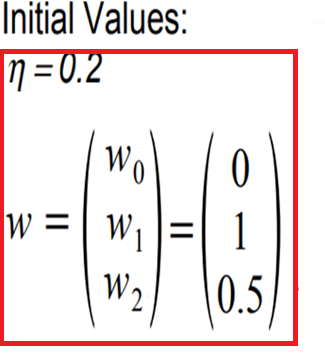 Initial Values:
η = 0.2
w = (w₀ w₁ w₂) = (0 1 0.5)